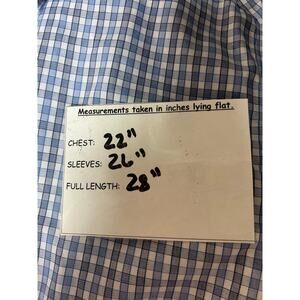 Measurements taken in inches lying flat.
CHEST: 22"
SLEEVES: 26"
FULL LENGTH: 28"